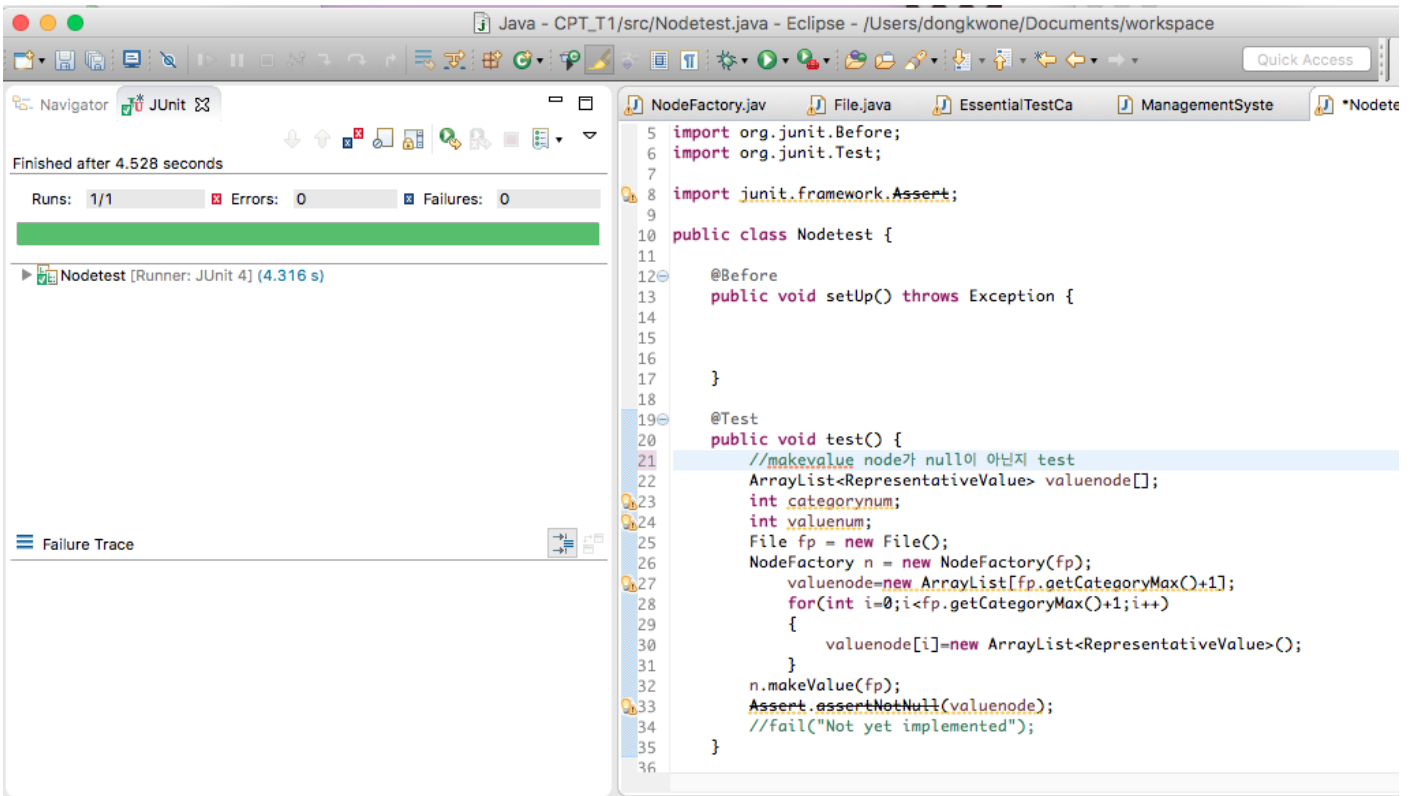 Java - CPT_T1/src/Nodetest.java - Eclipse - /Users/dongkwone/Documents/workspace
Quick Access
Navigator JUnit
Finished after 4.528 seconds
Runs: 1/1 Errors: 0 Failures: 0
Nodetest [Runner: JUnit 4] (4.316 s)
Failure Trace
NodeFactory.jav File.java EssentialTestCa ManagementSyste *Nodete
5 import org.junit.Before;
6 import org.junit.Test;
7
8 import junit.framework.Assert;
9
10 public class Nodetest {
11
12 @Before
13 public void setUp() throws Exception {
14
15
16
17 }
18
19 @Test
20 public void test() {
21 //makevalue node가 null이 아닌지 test
22 ArrayList<RepresentativeValue> valuenode[];
23 int categorynum;
24 int valuenum;
25 File fp = new File();
26 NodeFactory n = new NodeFactory(fp);
27 valuenode=new ArrayList[fp.getCategoryMax()+1];
28 for(int i=0;i<fp.getCategoryMax()+1;i++)
29 {
30 valuenode[i]=new ArrayList<RepresentativeValue>();
31 }
32 n.makeValue(fp);
33 Assert.assertNotNull(valuenode);
34 //fail("Not yet implemented");
35 }
36